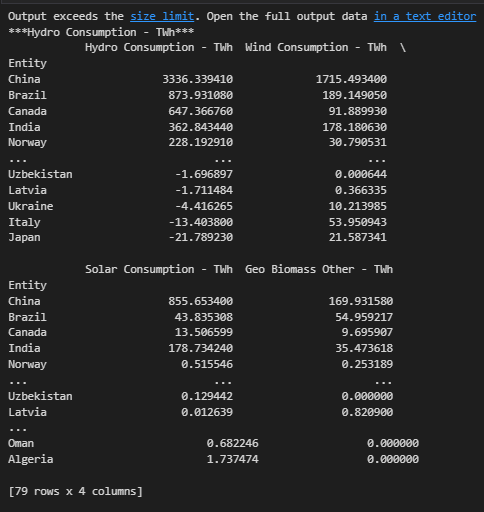 Output exceeds the size limit. Open the full output data in a text editor
***Hydro Consumption - TWh***
Hydro Consumption - TWh  Wind Consumption - TWh  \
Entity
China 3336.339410 1715.493400
Brazil 873.931080 189.149050
Canada 647.366760 91.889930
India 362.843440 178.180630
Norway 228.192910 30.790531
... ... ...
Uzbekistan -1.696897 0.000644
Latvia -1.711484 0.366335
Ukraine -4.416265 10.213985
Italy -13.403800 53.950943
Japan -21.789230 21.587341
Solar Consumption - TWh  Geo Biomass Other - TWh
Entity
China 855.653400 169.931580
Brazil 43.835308 54.959217
Canada 13.506599 9.695907
India 178.734240 35.473618
Norway 0.515546 0.253189
... ... ...
Uzbekistan 0.129442 0.000000
Latvia 0.012639 0.820900
...
Oman 0.682246 0.000000
Algeria 1.737474 0.000000
[79 rows x 4 columns]